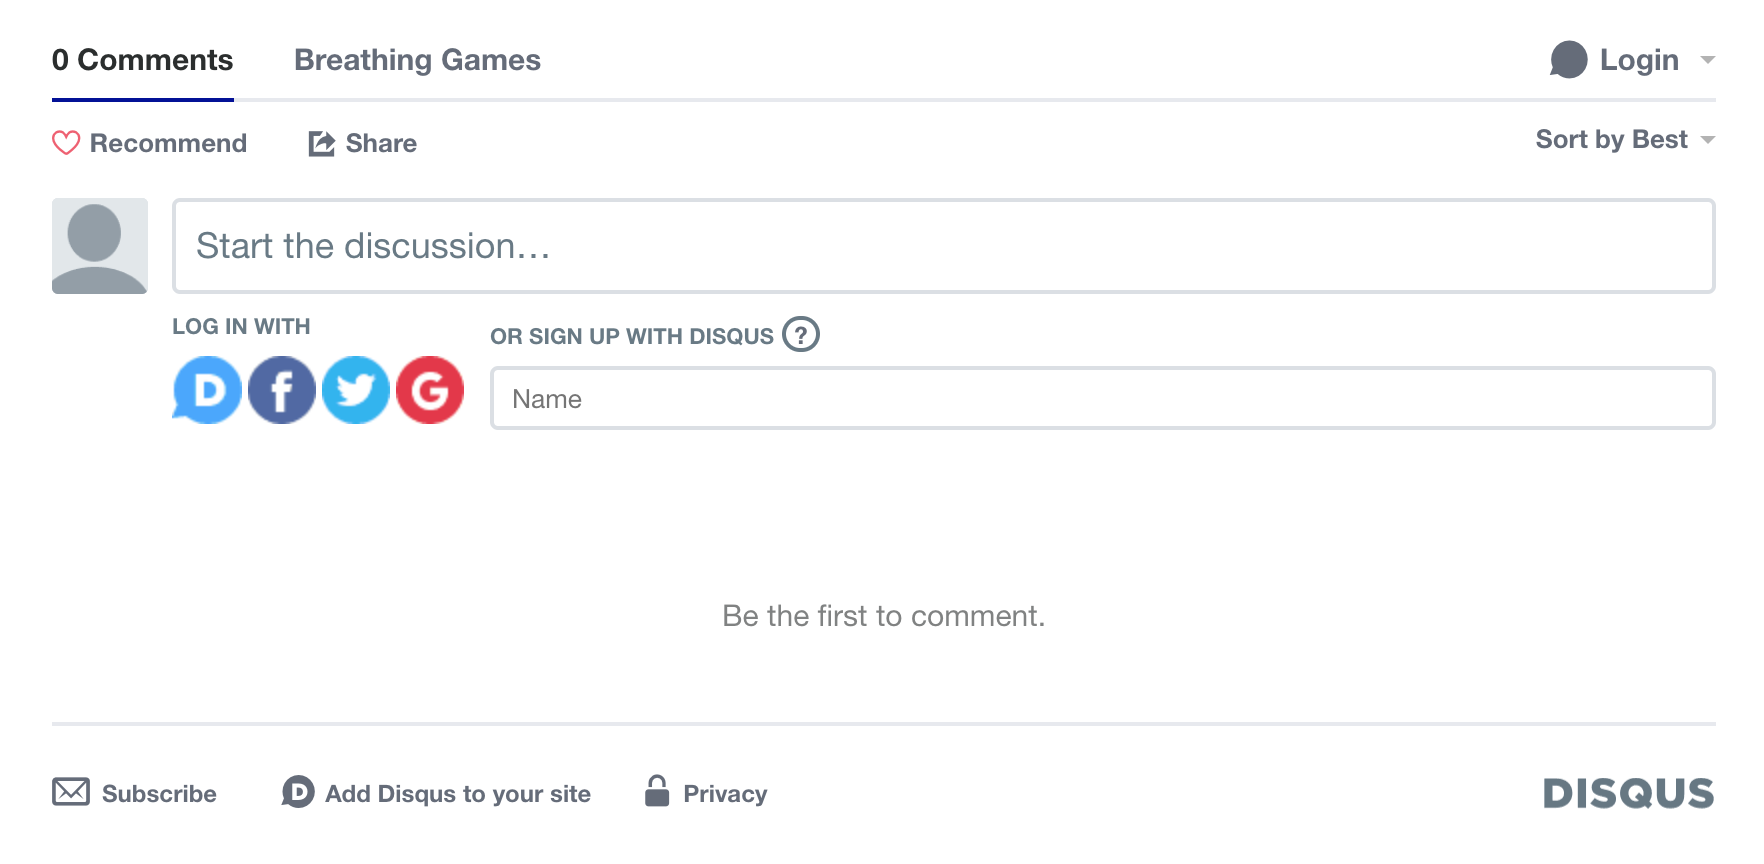 0 Comments
Breathing Games
Login
Recommend
Share
Sort by Best
Start the discussion…
LOG IN WITH
OR SIGN UP WITH DISQUS ?
D f G
Name
Be the first to comment.
Subscribe
D Add Disqus to your site
Privacy
DISQUS